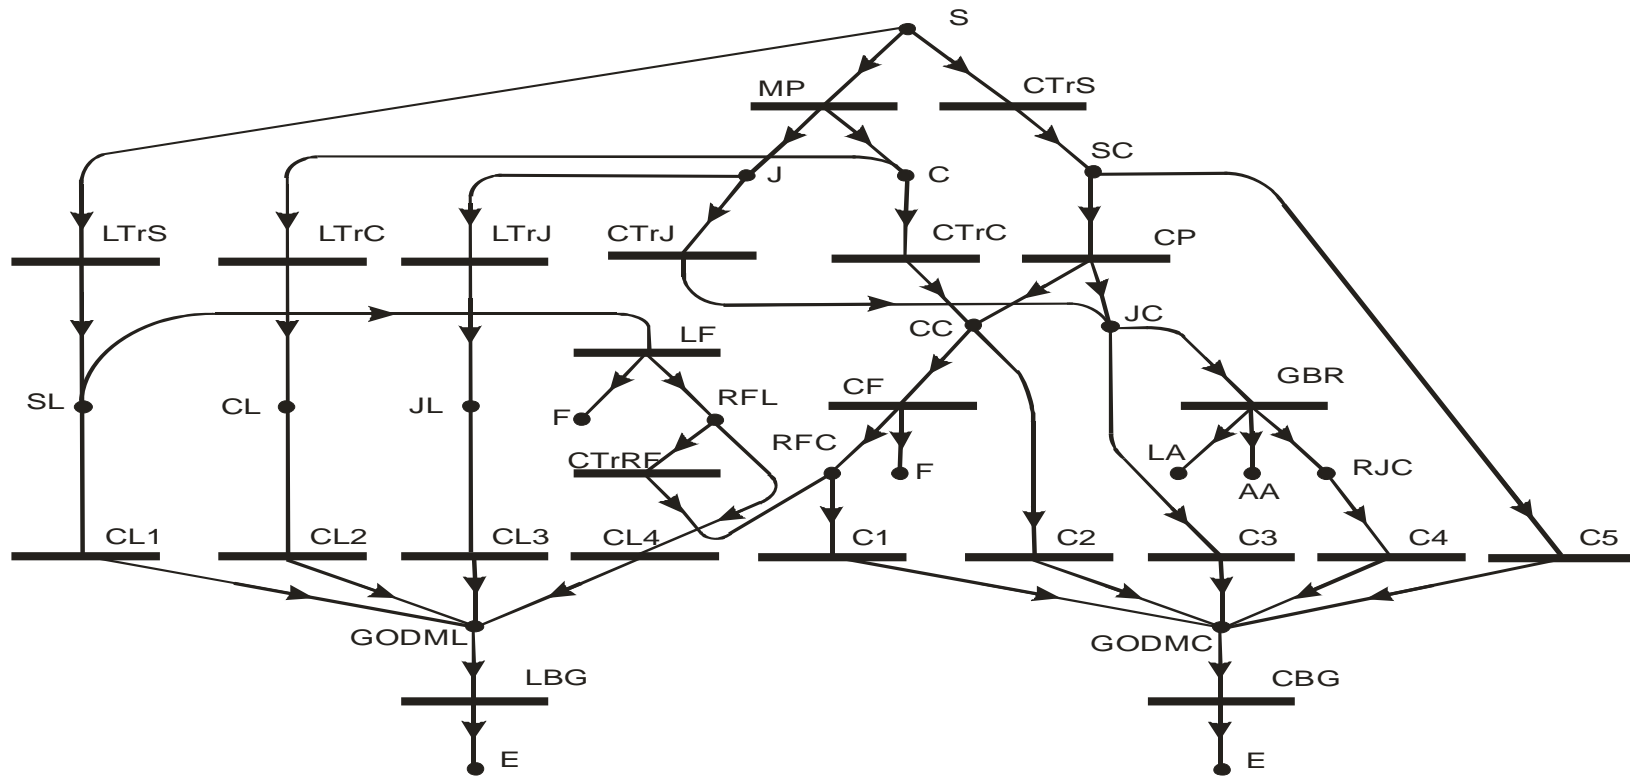 S
MP
CTrS
SC
J
C
LTrS
LTrC
LTrJ
CTrJ
CTrC
CP
LF
CC
JC
CF
GBR
SL
CL
JL
F
RFL
RFC
F
LA
AA
RJC
CTrRF
CL1
CL2
CL3
CL4
C1
C2
C3
C4
C5
GODML
GODMC
LBG
CBG
E
E